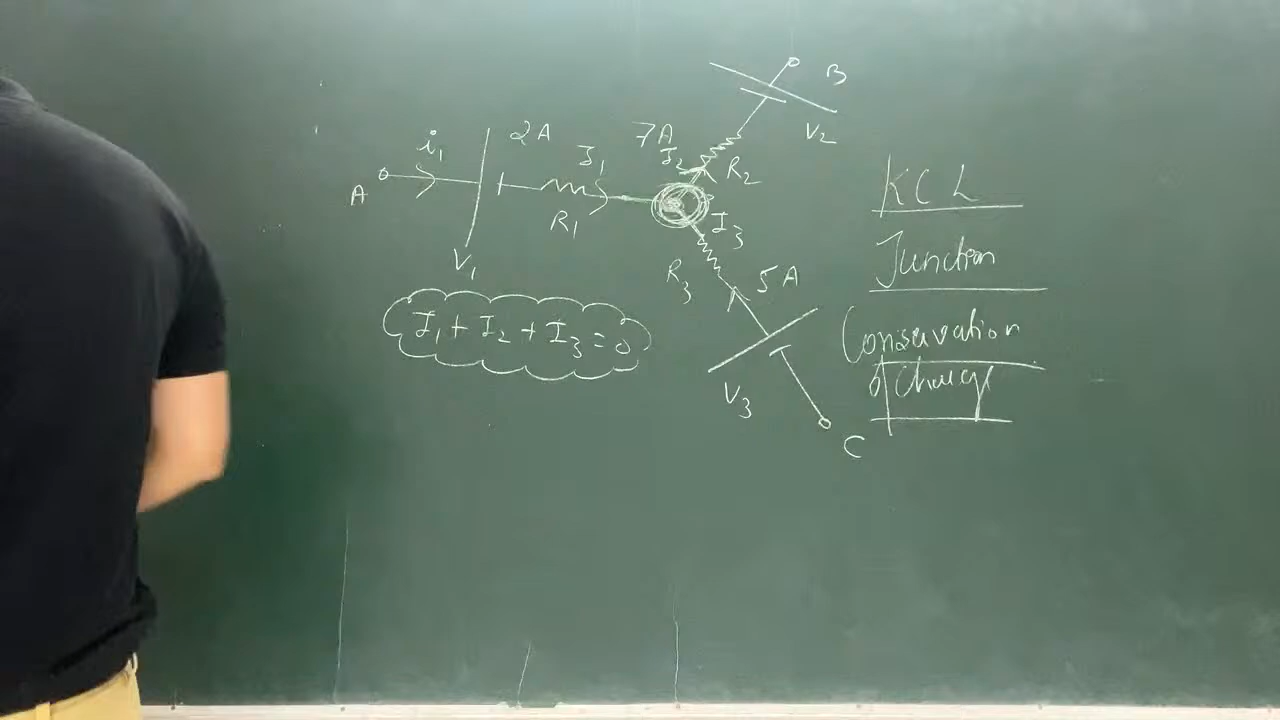 B
2A
7A
V2
i1
I1
I2
R2
KCL
A
R1
I3
Junction
V1
R3
5A
I1 + I2 + I3 = 0
Conservation
of charge
V3
C